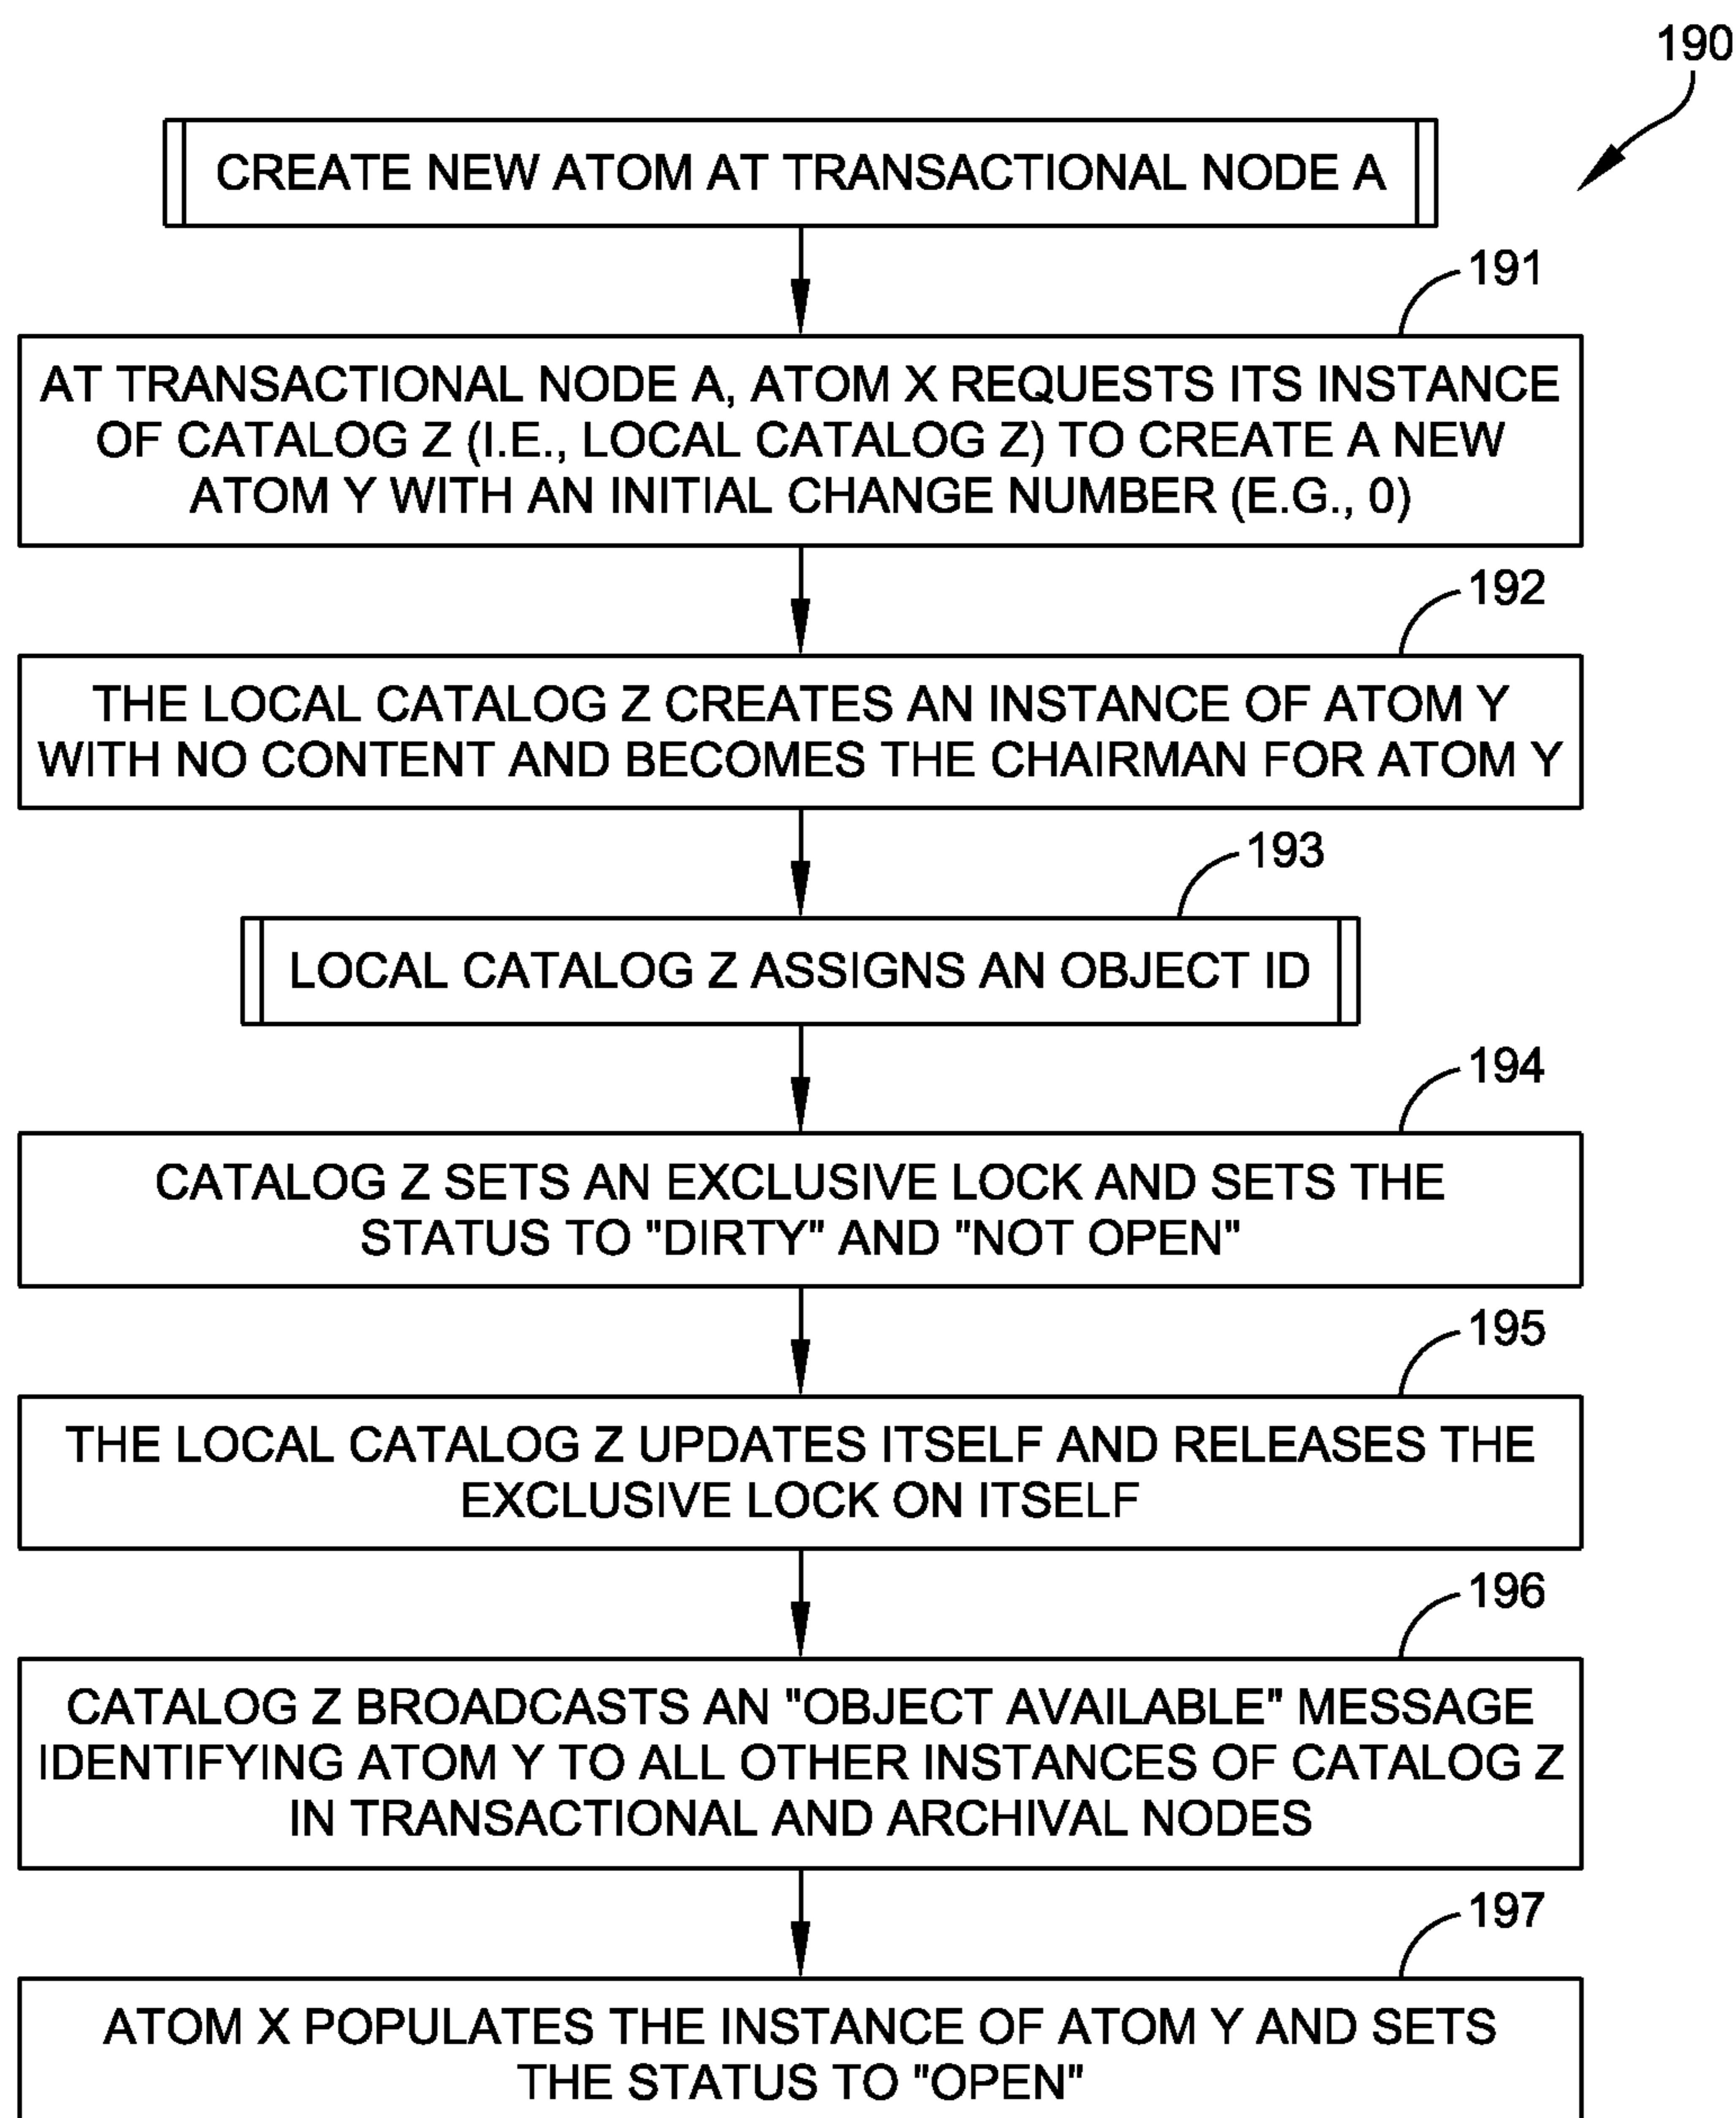 190
CREATE NEW ATOM AT TRANSACTIONAL NODE A
191
AT TRANSACTIONAL NODE A, ATOM X REQUESTS ITS INSTANCE
OF CATALOG Z (I.E., LOCAL CATALOG Z) TO CREATE A NEW
ATOM Y WITH AN INITIAL CHANGE NUMBER (E.G., 0)
192
THE LOCAL CATALOG Z CREATES AN INSTANCE OF ATOM Y
WITH NO CONTENT AND BECOMES THE CHAIRMAN FOR ATOM Y
193
LOCAL CATALOG Z ASSIGNS AN OBJECT ID
194
CATALOG Z SETS AN EXCLUSIVE LOCK AND SETS THE
STATUS TO "DIRTY" AND "NOT OPEN"
195
THE LOCAL CATALOG Z UPDATES ITSELF AND RELEASES THE
EXCLUSIVE LOCK ON ITSELF
196
CATALOG Z BROADCASTS AN "OBJECT AVAILABLE" MESSAGE
IDENTIFYING ATOM Y TO ALL OTHER INSTANCES OF CATALOG Z
IN TRANSACTIONAL AND ARCHIVAL NODES
197
ATOM X POPULATES THE INSTANCE OF ATOM Y AND SETS
THE STATUS TO "OPEN"